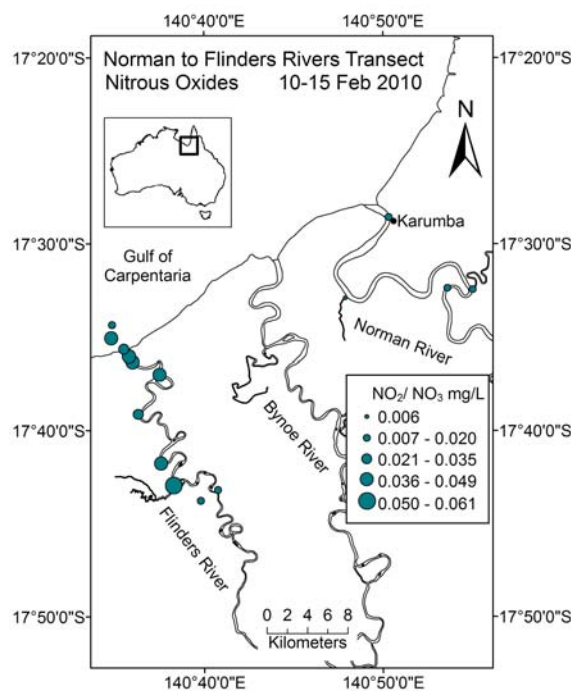 140°40'0"E 140°50'0"E
17°20'0"S 17°20'0"S
Norman to Flinders Rivers Transect
Nitrous Oxides 10-15 Feb 2010
N
Karumba
17°30'0"S 17°30'0"S
Gulf of
Carpentaria
Norman River
Bynoe River
NO₂/ NO₃ mg/L
0.006
0.007 - 0.020
0.021 - 0.035
0.036 - 0.049
0.050 - 0.061
17°40'0"S 17°40'0"S
Flinders River
17°50'0"S 17°50'0"S
0 2 4 6 8
Kilometers
140°40'0"E 140°50'0"E